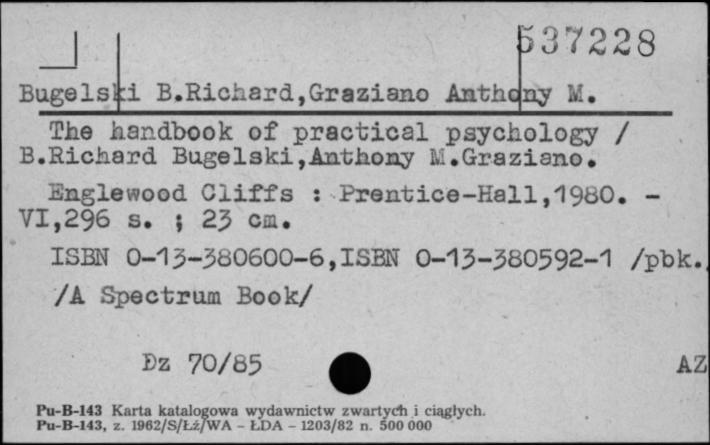 537228
Bugelski B.Richard,Graziano Anthony M.
The handbook of practical psychology /
B.Richard Bugelski,Anthony M.Graziano.
Englewood Cliffs : Prentice-Hall,1980. -
VI,296 s. ; 23 cm.
ISBN 0-13-380600-6,ISBN 0-13-380592-1 /pbk..
/A Spectrum Book/
Dz 70/85
AZ
Pu-B-143 Karta katalogowa wydawnictw zwartych i ciągłych.
Pu-B-143, z. 1962/S/Łź/WA - ŁDA - 1203/82 n. 500 000